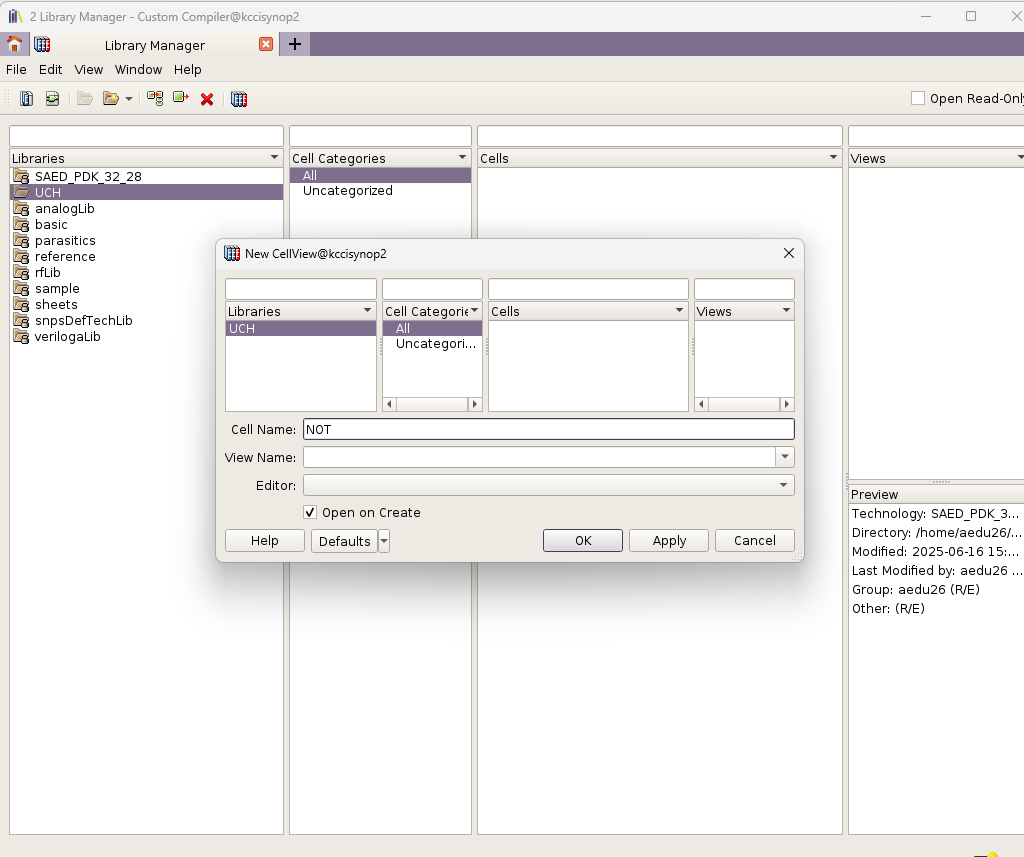 2 Library Manager - Custom Compiler@kccisynop2
Library Manager
File Edit View Window Help
Open Read-Only
Libraries
SAED_PDK_32_28
UCH
analogLib
basic
parasitics
reference
rfLib
sample
sheets
snpsDefTechLib
verilogaLib
Cell Categories
All
Uncategorized
Cells
Views
New CellView@kccisynop2
Libraries
UCH
Cell Categorie
All
Uncategori...
Cells
Views
Cell Name: NOT
View Name:
Editor:
Open on Create
Help Defaults OK Apply Cancel
Preview
Technology: SAED_PDK_3...
Directory: /home/aedu26/...
Modified: 2025-06-16 15:...
Last Modified by: aedu26 ...
Group: aedu26 (R/E)
Other: (R/E)